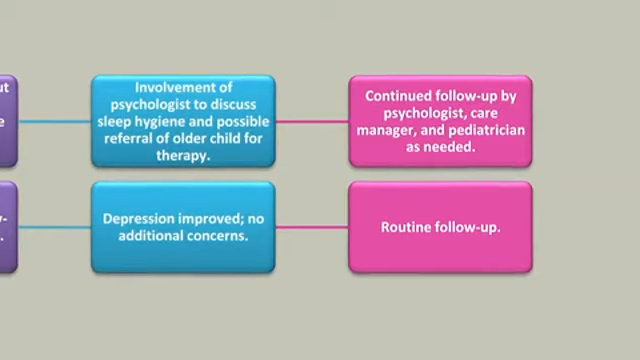 ut
e
Involvement of
psychologist to discuss
sleep hygiene and possible
referral of older child for
therapy.
Continued follow-up by
psychologist, care
manager, and pediatrician
as needed.
w-
.
Depression improved; no
additional concerns.
Routine follow-up.